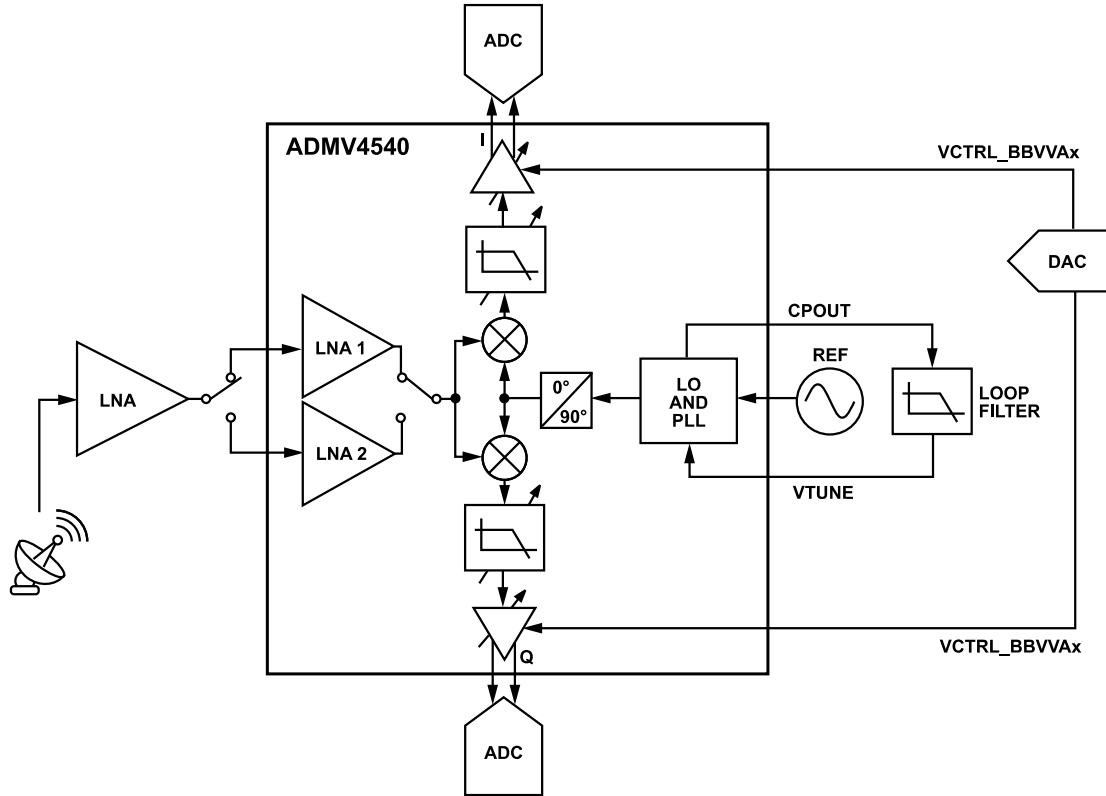 ADC
ADMV4540
I
VCTRL_BBVVAx
DAC
CPOUT
LNA 1
REF
LNA
0°
90°
LO
AND
PLL
LOOP
FILTER
LNA 2
VTUNE
Q
VCTRL_BBVVAx
ADC